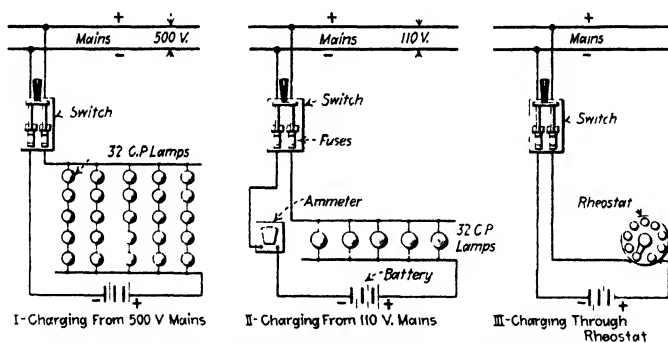 +
Mains 500 V.
-
Switch
32 C.P Lamps
- +
I-Charging From 500 V Mains
+
Mains 110 V.
-
Switch
Fuses
Ammeter
32 C.P
Lamps
Battery
- +
II-Charging From 110 V. Mains
+
Mains
-
Switch
Rheostat
- +
III-Charging Through
Rheostat